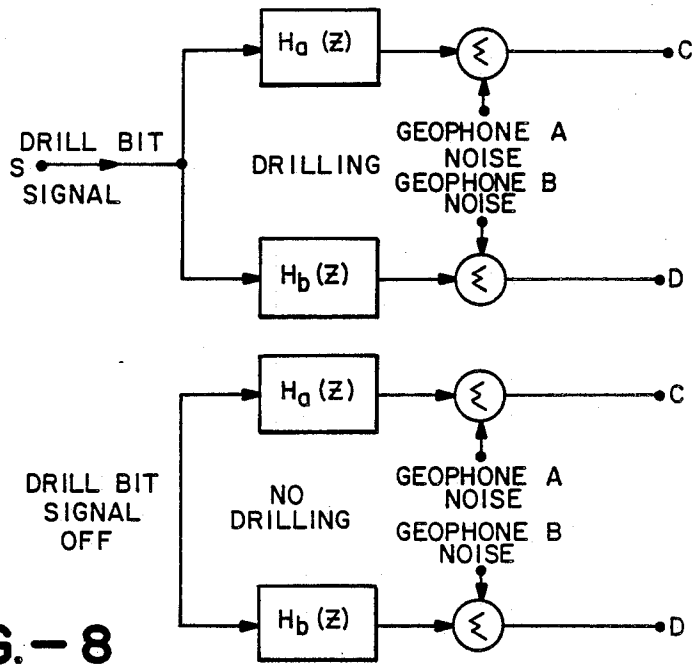 Ha (Z)
Σ
C
DRILL BIT
S
SIGNAL
DRILLING
GEOPHONE A
NOISE
GEOPHONE B
NOISE
Hb (Z)
Σ
D
Ha (Z)
Σ
C
DRILL BIT
SIGNAL
OFF
NO
DRILLING
GEOPHONE A
NOISE
GEOPHONE B
NOISE
Hb (Z)
Σ
D
G. – 8